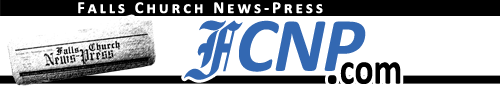 FALLS CHURCH NEWS-PRESS
Falls Church
News Press
FCNP
.com